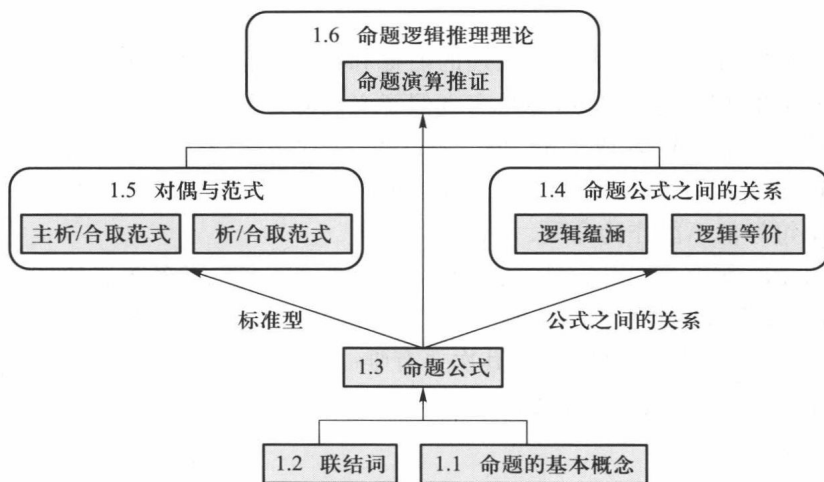 1.6 命题逻辑推理理论
命题演算推证
1.5 对偶与范式
主析/合取范式
析/合取范式
1.4 命题公式之间的关系
逻辑蕴涵
逻辑等价
标准型
公式之间的关系
1.3 命题公式
1.2 联结词
1.1 命题的基本概念